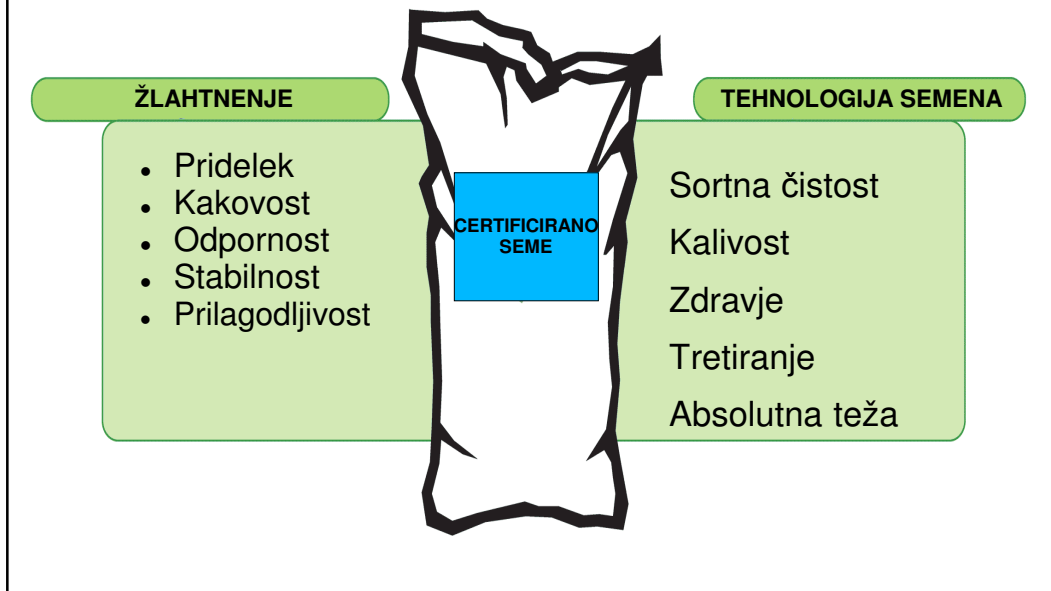 ŽLAHTNENJE
• Pridelek
• Kakovost
• Odpornost
• Stabilnost
• Prilagodljivost
CERTIFICIRANO
SEME
TEHNOLOGIJA SEMENA
Sortna čistost
Kalivost
Zdravje
Tretiranje
Absolutna teža